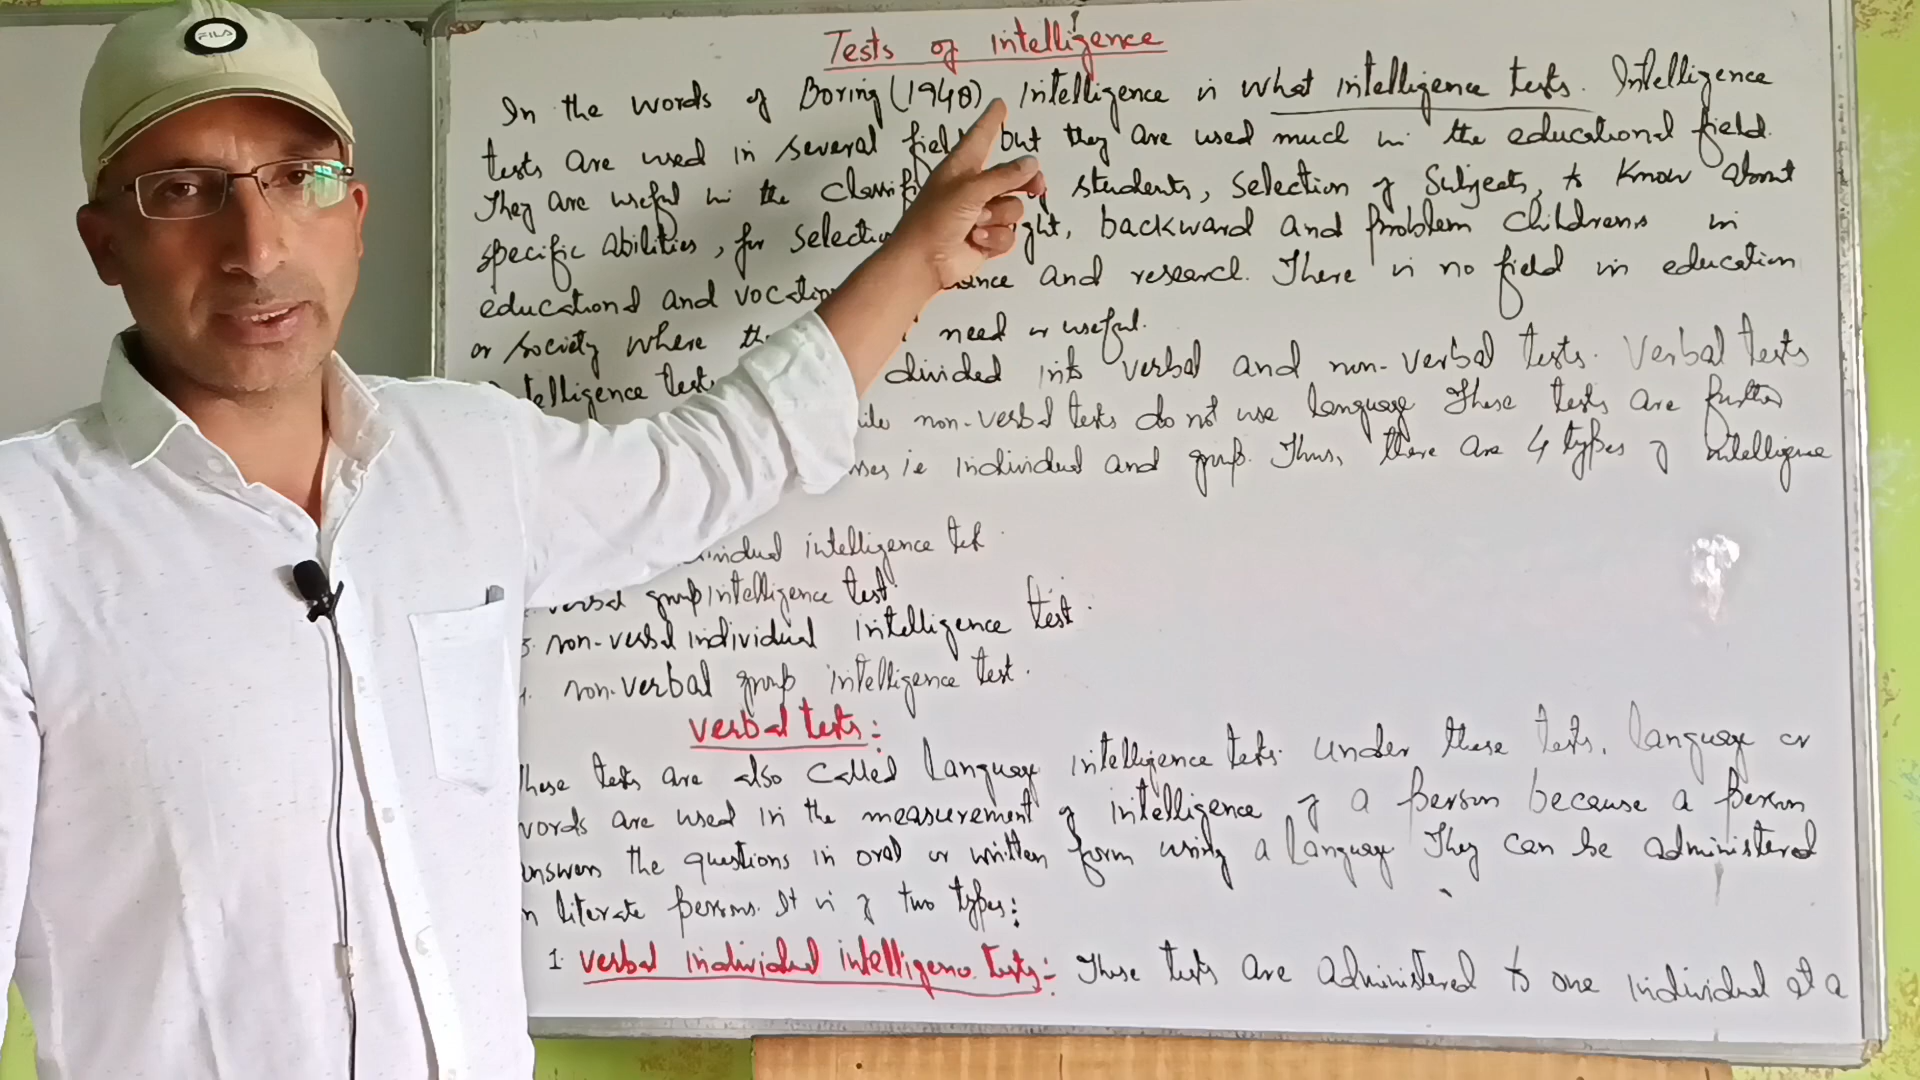 FILA
Tests of intelligence
In the words of Boring (1948), Intelligence is what intelligence tests. Intelligence
tests are used in several field but they are used much in the educational field.
They are useful in the students, selection of subjects, to know about
specific abilities, for backward and problem childrens in
educational and and research. There is no field in education
or society where need or useful.
divided into verbal and non-verbal tests. Verbal tests
non-verbal tests do not use language These tests are further
ie individual and group. Thus, there are 4 types of intelligence
intelligence test.
verbal group intelligence test
3. non-verbal individual intelligence test.
non-verbal group intelligence test.
verbal tests:
tests are also called language intelligence tests. Under these tests, language or
are used in the measurement of intelligence of a person because a person
the questions in oral or written form using a language. They can be administered
literate persons. It is of two types:
1. verbal individual intelligence tests:- These tests are administered to one individual at a